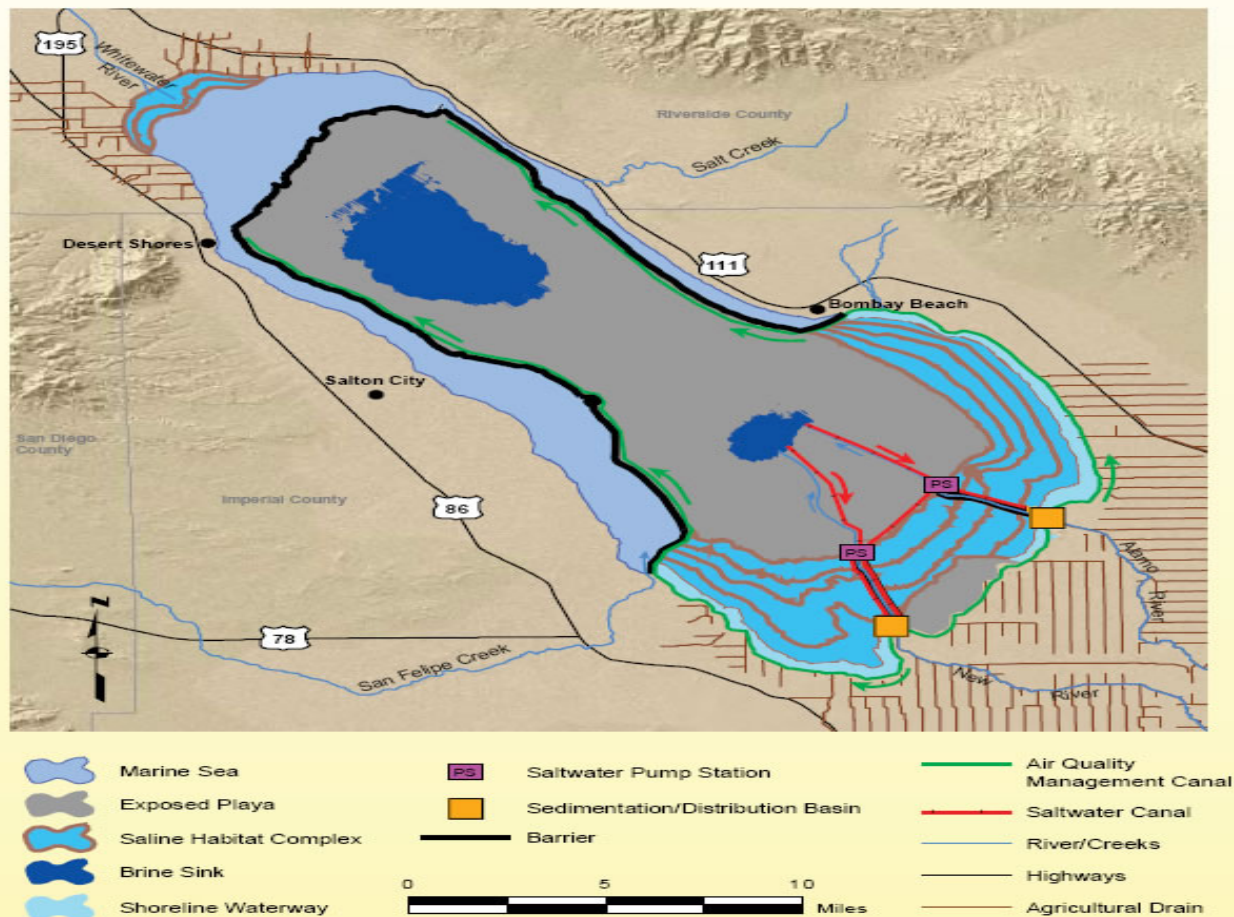 195
Whitewater
River
Riverside County
Salt Creek
Desert Shores
111
Bombay Beach
Salton City
San Diego
County
Imperial County
86
PS
PS
Alamo
River
Z
78
San Felipe Creek
New
River
Marine Sea
Exposed Playa
Saline Habitat Complex
Brine Sink
Shoreline Waterway
PS
Saltwater Pump Station
Sedimentation/Distribution Basin
Barrier
0 5 10
Miles
Air Quality
Management Canal
Saltwater Canal
River/Creeks
Highways
Agricultural Drain